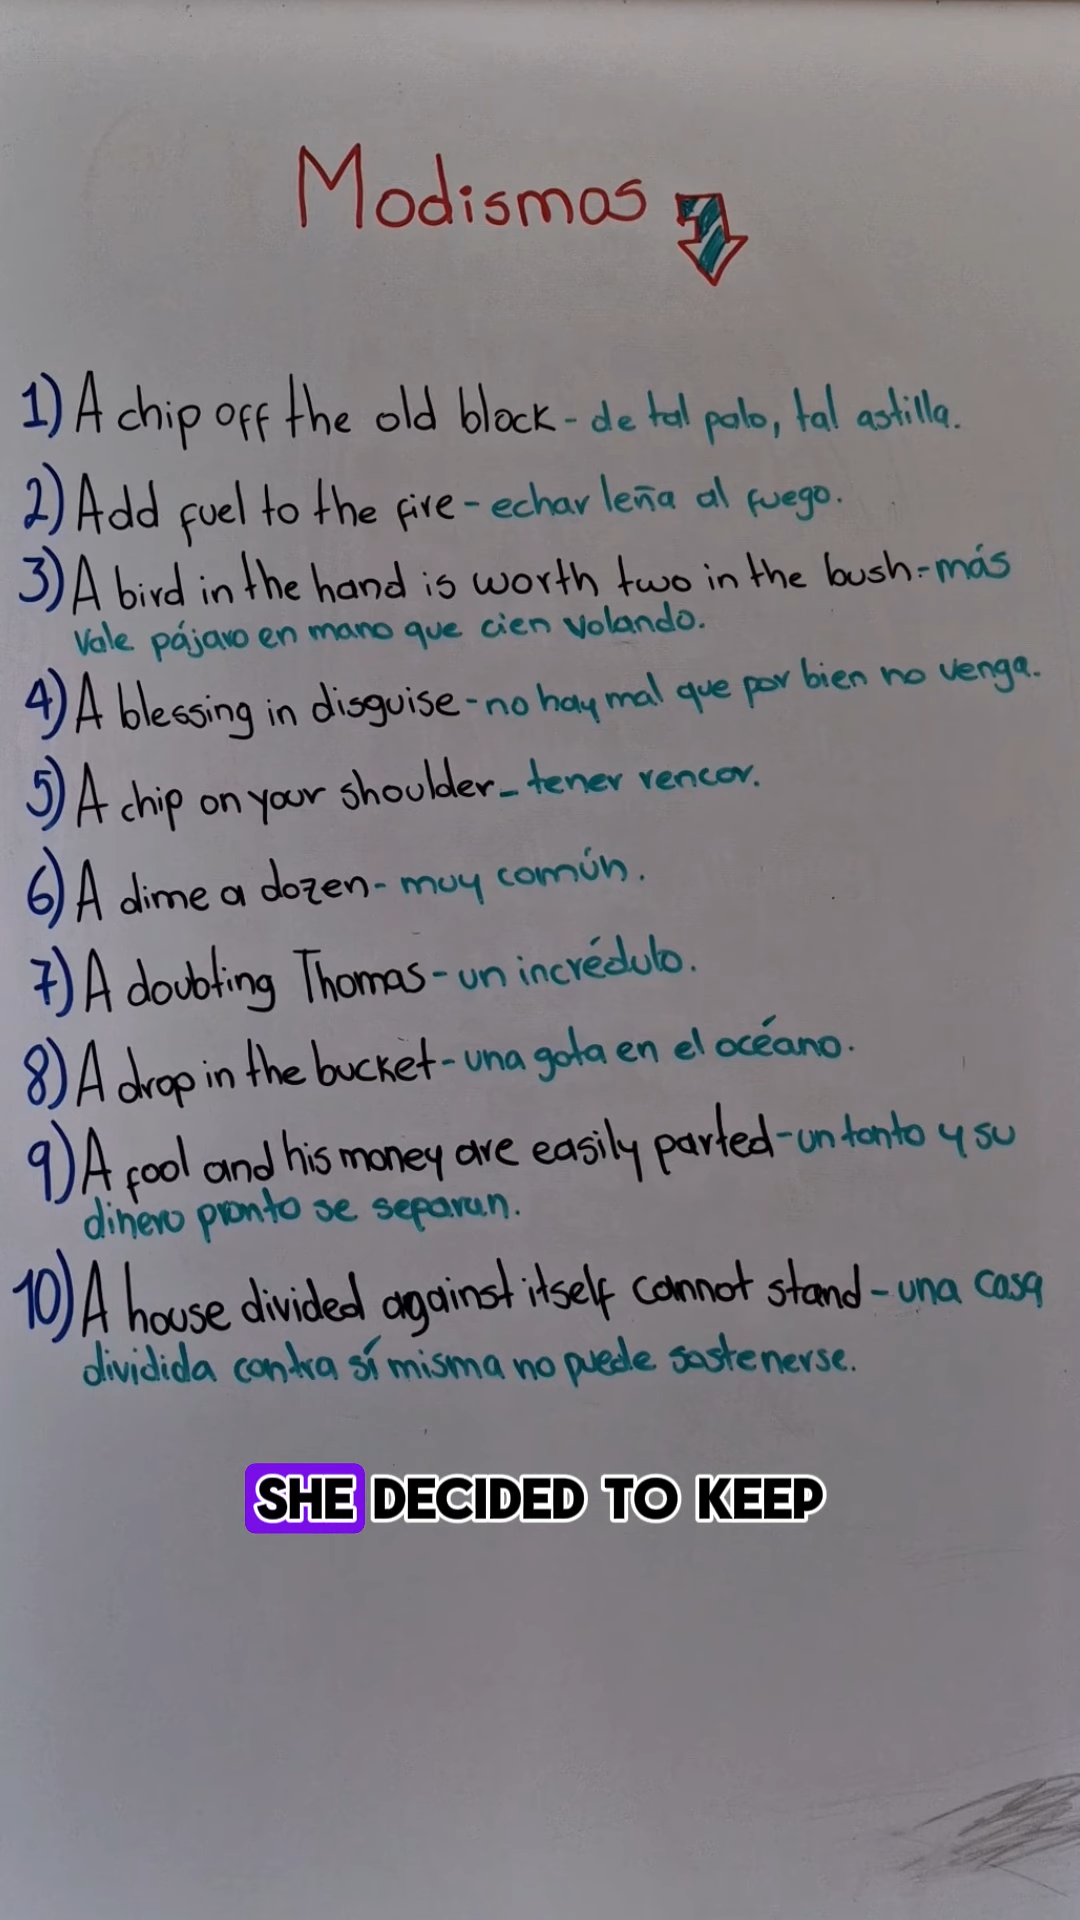 Modismos
1) A chip off the old block - de tal palo, tal astilla.
2) Add fuel to the fire - echar leña al fuego.
3) A bird in the hand is worth two in the bush - más
vale pájaro en mano que cien volando.
4) A blessing in disguise - no hay mal que por bien no venga.
5) A chip on your shoulder - tener rencor.
6) A dime a dozen - muy común.
7) A doubting Thomas - un incrédulo.
8) A drop in the bucket - una gota en el océano.
9) A fool and his money are easily parted - un tonto y su
dinero pronto se separan.
10) A house divided against itself cannot stand - una casa
dividida contra sí misma no puede sostenerse.
SHE DECIDED TO KEEP